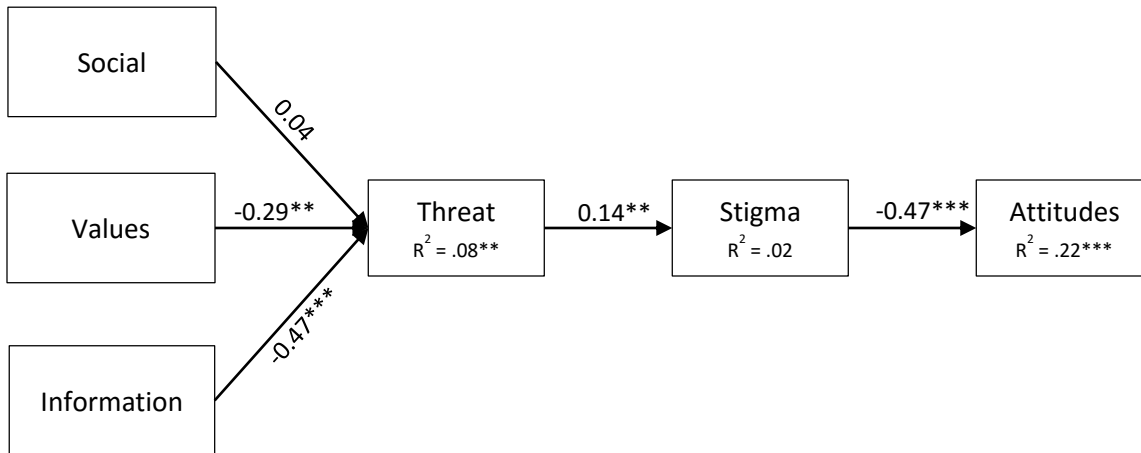 Social
0.04
Values
-0.29**
Threat
R² = .08**
0.14**
Stigma
R² = .02
-0.47***
Attitudes
R² = .22***
-0.47***
Information